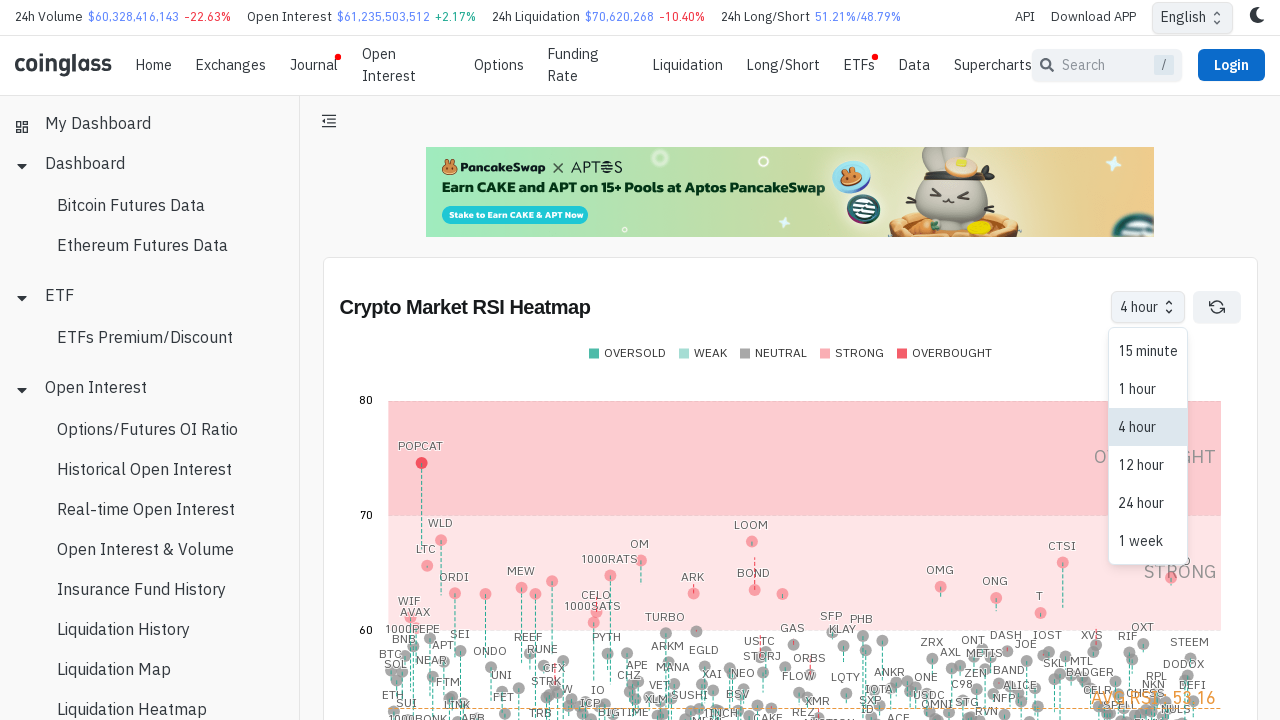 24h Volume $60,328,416,143 -22.63% Open Interest $61,235,503,512 +2.17% 24h Liquidation $70,620,268 -10.40% 24h Long/Short 51.21%/48.79% API Download APP English
coinglass Home Exchanges Journal Open Interest Options Funding Rate Liquidation Long/Short ETFs Data Supercharts Search / Login
My Dashboard
Dashboard
Bitcoin Futures Data
Ethereum Futures Data
ETF
ETFs Premium/Discount
Open Interest
Options/Futures OI Ratio
Historical Open Interest
Real-time Open Interest
Open Interest & Volume
Insurance Fund History
Liquidation History
Liquidation Map
Liquidation Heatmap
PancakeSwap × APTOS
Earn CAKE and APT on 15+ Pools at Aptos PancakeSwap
Stake to Earn CAKE & APT Now
Crypto Market RSI Heatmap
4 hour
15 minute
1 hour
4 hour
12 hour
24 hour
1 week
OVERSOLD WEAK NEUTRAL STRONG OVERBOUGHT
80
POPCAT
70
WLD LOOM
LTC OM CTSI
1000RATS
ORDI MEW ARK BOND OMG ONG STRONG
WIF CELO T
AVAX 1000SATS
60
1000PEPE TURBO GAS SFP KLAY PHB
BNB SEI REEF PYTH USTC ZRX ONT DASH IOST XVS RIF OXT STEEM
BTC APT ONDO RUNE ARKM EGLD STORJ ORBS AXL METIS JOE
SOL NEAR CFX APE MANA SKL MTL DODOX
FTM UNI STRK CHZ XAI NEO FLOW LQTY ANKR ONE ZEN BAND BADGER RPL
ETH SUI LINK FET IO VET SUSHI BSV XMR IOTA USDC C98 ALICE CELR NKN DEFI
ICP XLM SXP OMNI STG NFP CHESS
ARB TRB BIGTIME 1INCH CAKE REZ ID ACE RVN SPELL NULS
AVG RSI: 53.16